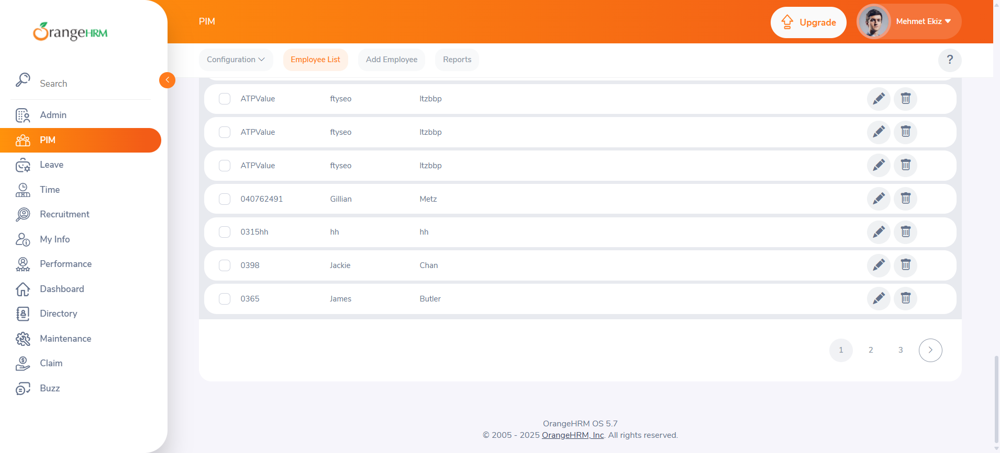 OrangeHRM
PIM
Upgrade
Mehmet Ekiz
Configuration
Employee List
Add Employee
Reports
?
Search
Admin
PIM
Leave
Time
Recruitment
My Info
Performance
Dashboard
Directory
Maintenance
Claim
Buzz
ATPValue ftyseo ltzbbp
ATPValue ftyseo ltzbbp
ATPValue ftyseo ltzbbp
040762491 Gillian Metz
0315hh hh hh
0398 Jackie Chan
0365 James Butler
1 2 3
OrangeHRM OS 5.7
© 2005 - 2025 OrangeHRM, Inc. All rights reserved.